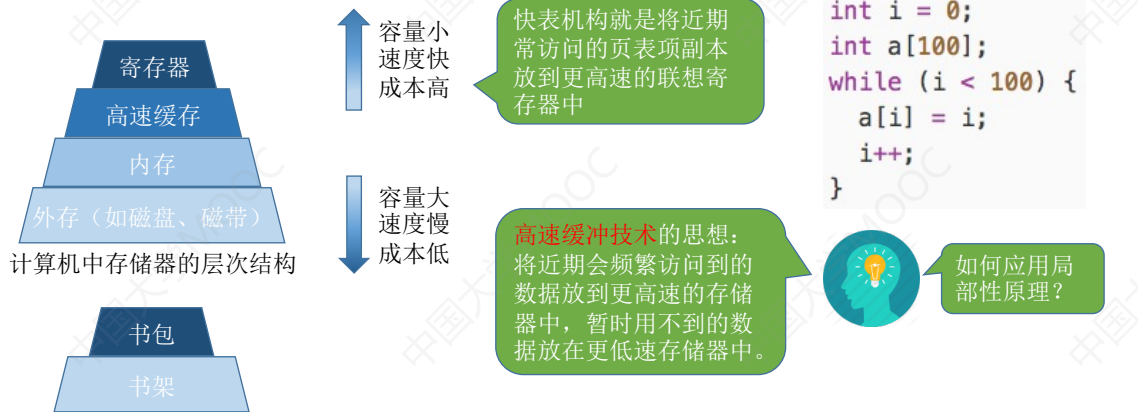 寄存器
高速缓存
内存
外存（如磁盘、磁带）
计算机中存储器的层次结构
容量小
速度快
成本高
容量大
速度慢
成本低
快表机构就是将近期
常访问的页表项副本
放到更高速的联想寄
存器中
int i = 0;
int a[100];
while (i < 100) {
  a[i] = i;
  i++;
}
高速缓冲技术的思想：
将近期会频繁访问到的
数据放到更高速的存储
器中，暂时用不到的数
据放在更低速存储器中。
如何应用局
部性原理？
书包
书架